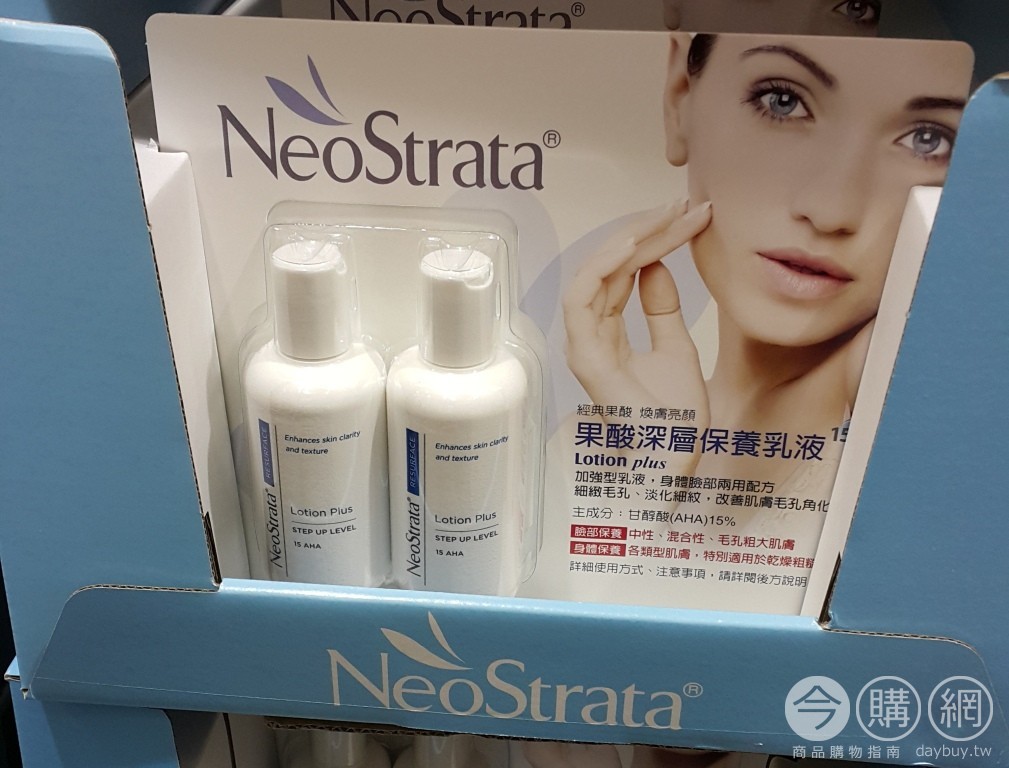 NeoStrata®
NeoStrata®
經典果酸 煥膚亮顏
果酸深層保養乳液 15
Lotion plus
加強型乳液，身體臉部兩用配方
細緻毛孔、淡化細紋，改善肌膚毛孔角化
主成分：甘醇酸(AHA)15%
臉部保養 中性、混合性、毛孔粗大肌膚
身體保養 各類型肌膚，特別適用於乾燥粗糙
詳細使用方式、注意事項，請詳閱後方說明
RESURFACE
NeoStrata®
Enhances skin clarity
and texture
Lotion Plus
STEP UP LEVEL
15 AHA
RESURFACE
NeoStrata®
Enhances skin clarity
and texture
Lotion Plus
STEP UP LEVEL
15 AHA
NeoStrata®
今購網
商品購物指南 daybuy.tw